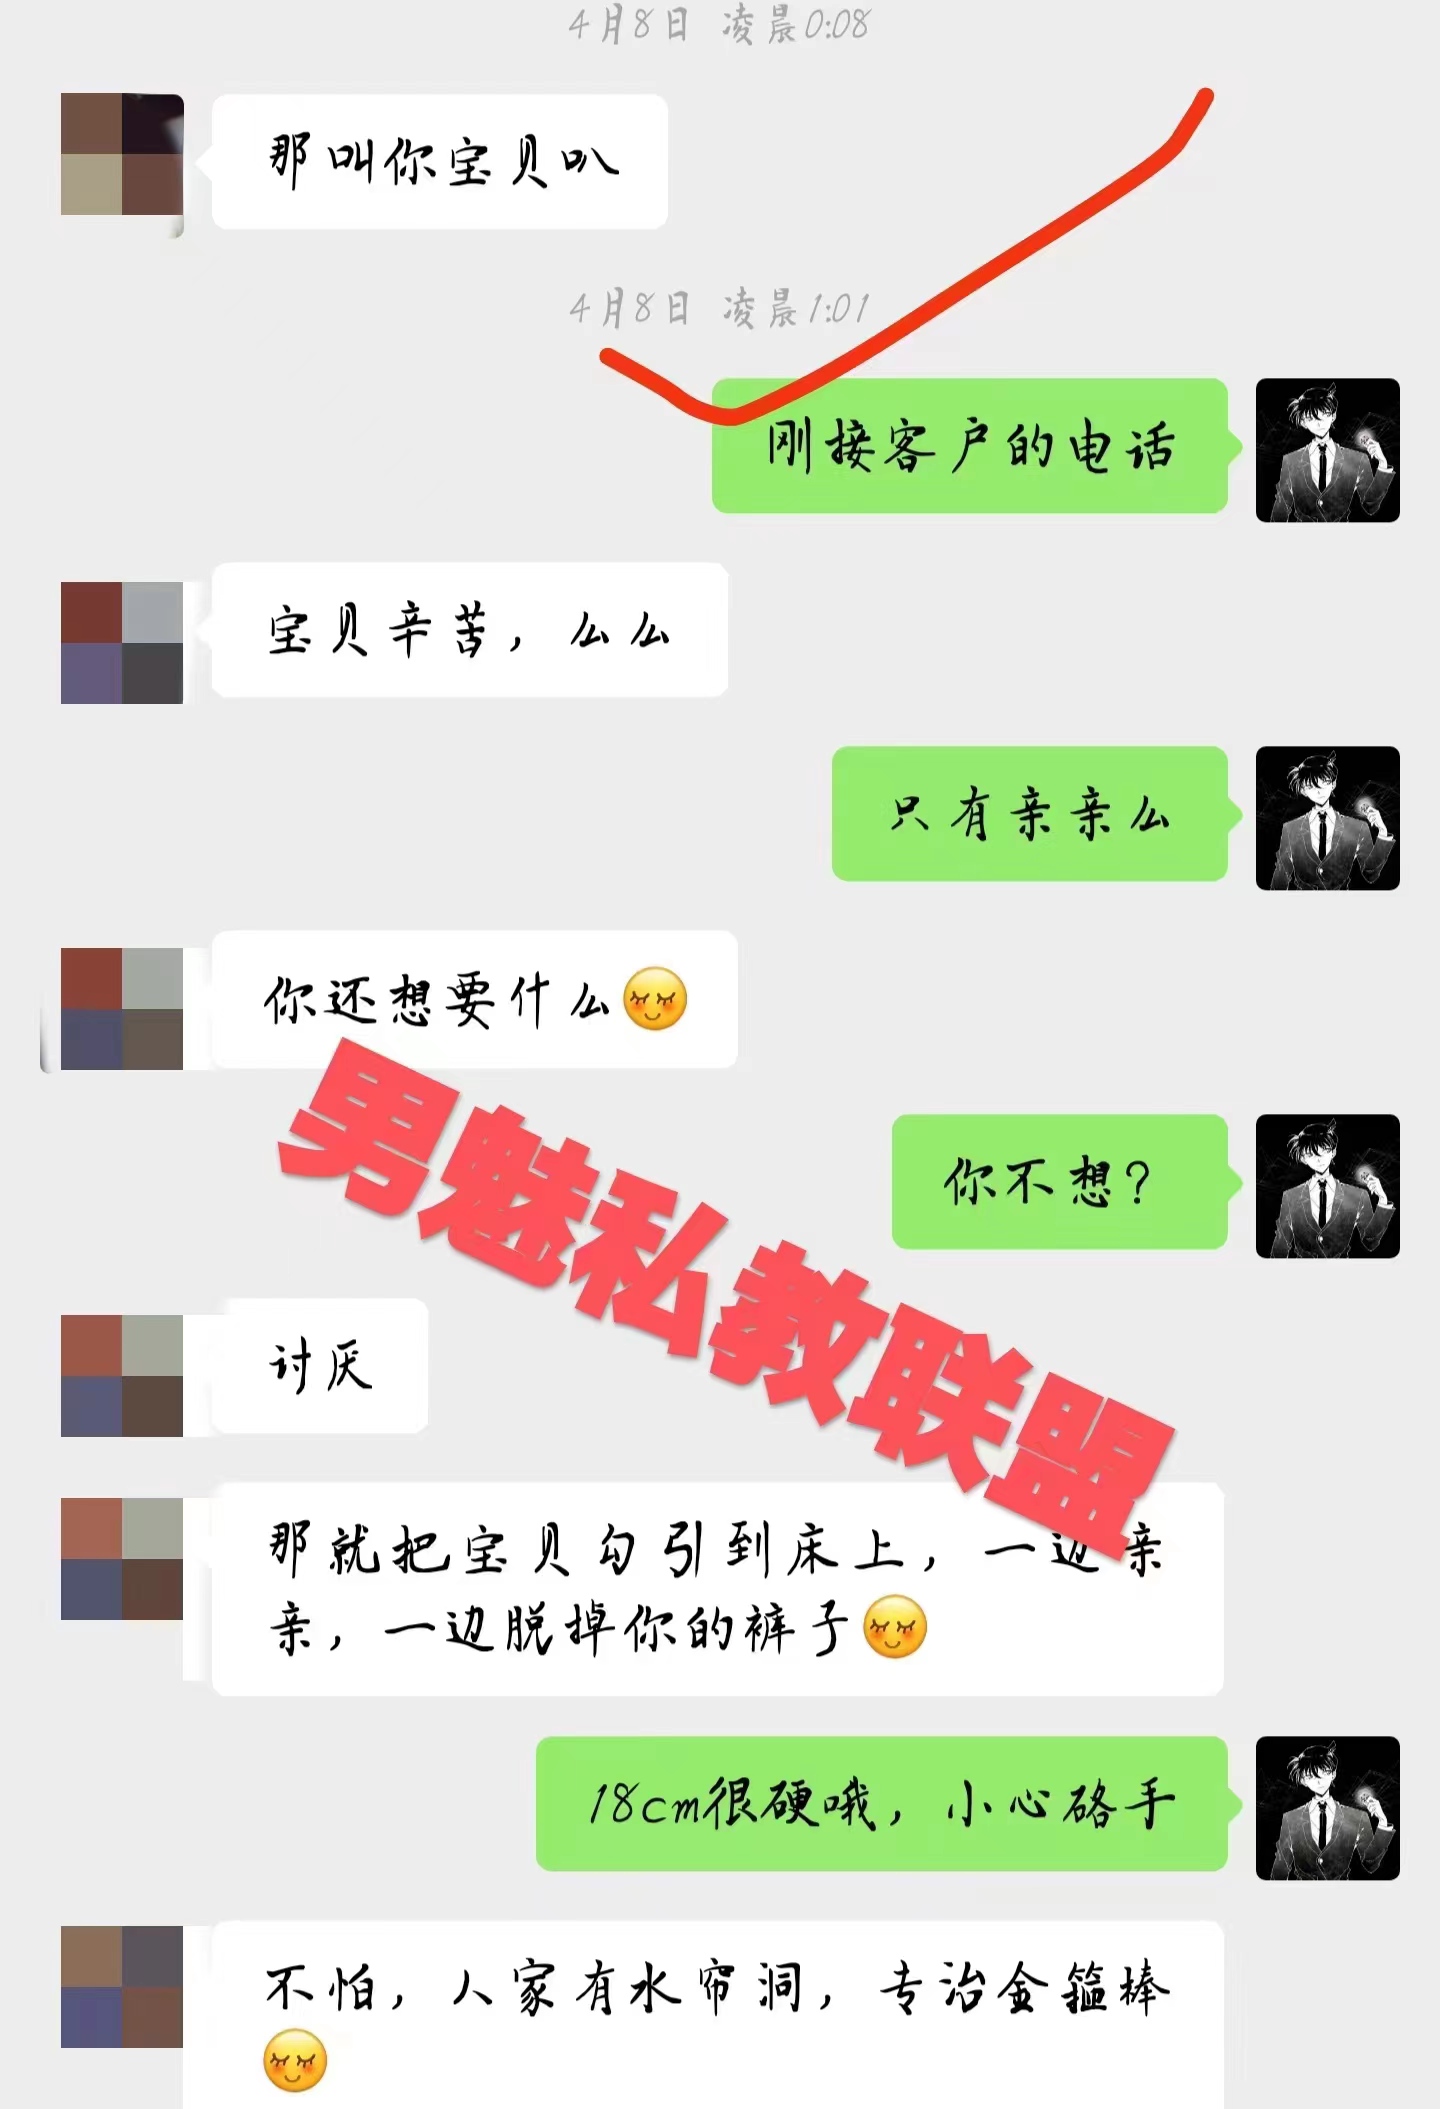 4月8日 凌晨0:08
那叫你宝贝叭
4月8日 凌晨1:01
刚接客户的电话
宝贝辛苦，么么
只有亲亲么
你还想要什么
你不想？
男魅私教联盟
讨厌
那就把宝贝勾引到床上，一边亲
亲，一边脱掉你的裤子
18cm很硬哦，小心硌手
不怕，人家有水帘洞，专治金箍棒